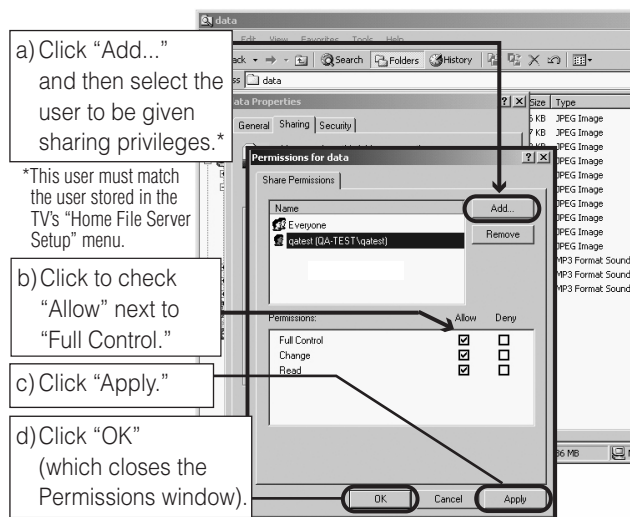 data
Edit View Favorites Tools Help
Search Folders History
data
a) Click “Add...”
and then select the
user to be given
sharing privileges.*
*This user must match
the user stored in the
TV’s “Home File Server
Setup” menu.
b) Click to check
“Allow” next to
“Full Control.”
c) Click “Apply.”
d) Click “OK”
(which closes the
Permissions window).
ata Properties
General Sharing Security
Permissions for data
Share Permissions
Name
Add...
Everyone
qatest (QA-TEST\qatest)
Remove
Permissions:
Allow Deny
Full Control
Change
Read
OK Cancel Apply
Size Type
KB JPEG Image
KB JPEG Image
JPEG Image
JPEG Image
JPEG Image
JPEG Image
JPEG Image
JPEG Image
JPEG Image
JPEG Image
JPEG Image
MP3 Format Sound
MP3 Format Sound
MP3 Format Sound
36 MB